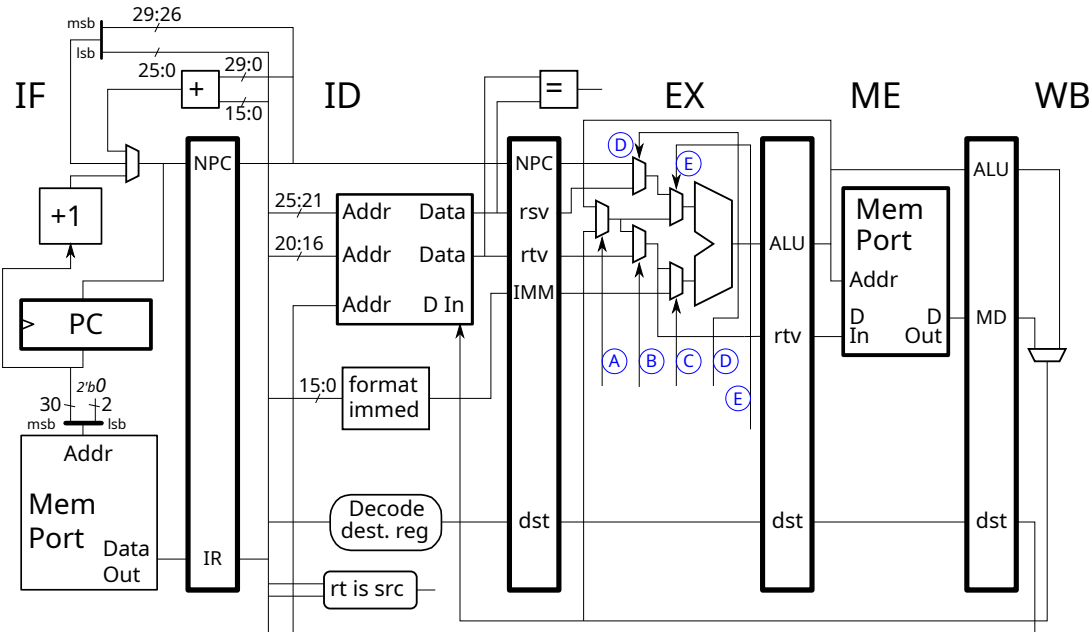 29:26
msb
lsb
25:0
29:0
+
15:0
IF
ID
=
EX
ME
WB
D
E
NPC
NPC
ALU
+1
25:21
Addr
Data
rsv
Mem
Port
20:16
Addr
Data
rtv
ALU
Addr
IMM
Addr
D In
PC
D
In
D
Out
MD
rtv
A
B
C
D
E
15:0
format
immed
2'b0
30
2
msb
lsb
Addr
Mem
Port
Data
Out
IR
Decode
dest. reg
dst
dst
dst
rt is src